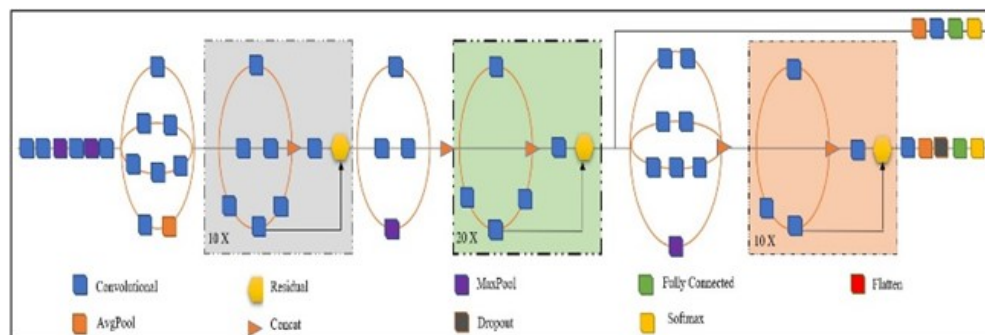 10 X
20 X
10 X
Convolutional
Residual
MaxPool
Fully Connected
Flatten
AvgPool
Concat
Dropout
Softmax